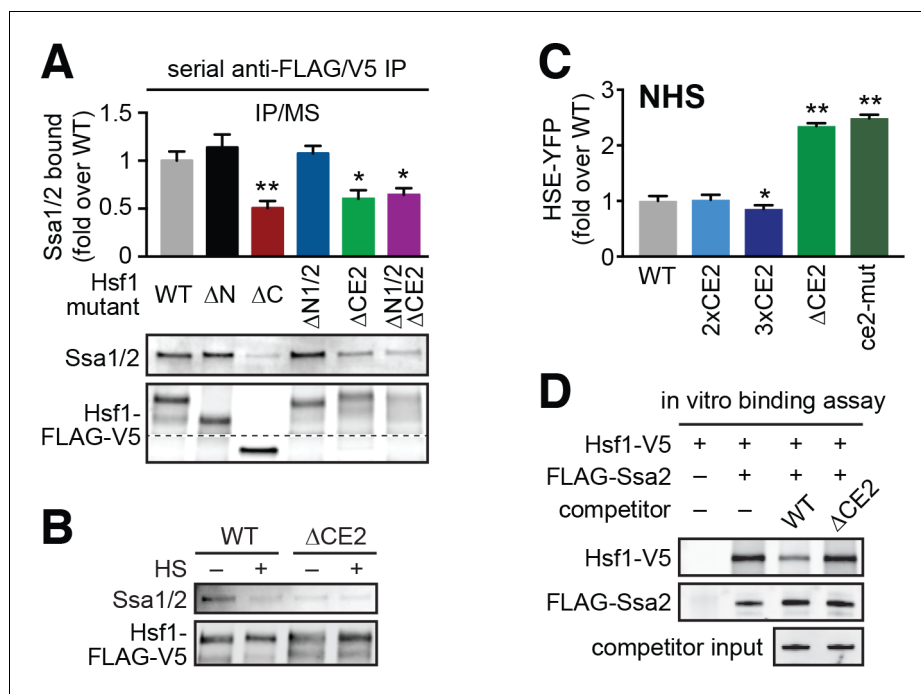 A
serial anti-FLAG/V5 IP
IP/MS
Ssa1/2 bound
(fold over WT)
1.5
1
0.5
0
** * *
Hsf1
mutant
WT ΔN ΔC ΔN1/2 ΔCE2 ΔN1/2 ΔCE2
Ssa1/2
Hsf1-
FLAG-V5
B
WT ΔCE2
HS – + – +
Ssa1/2
Hsf1-
FLAG-V5
C
NHS
HSE-YFP
(fold over WT)
3
2
1
0
* ** **
WT 2xCE2 3xCE2 ΔCE2 ce2-mut
D
in vitro binding assay
Hsf1-V5 + + + +
FLAG-Ssa2 – + + +
competitor – – WT ΔCE2
Hsf1-V5
FLAG-Ssa2
competitor input